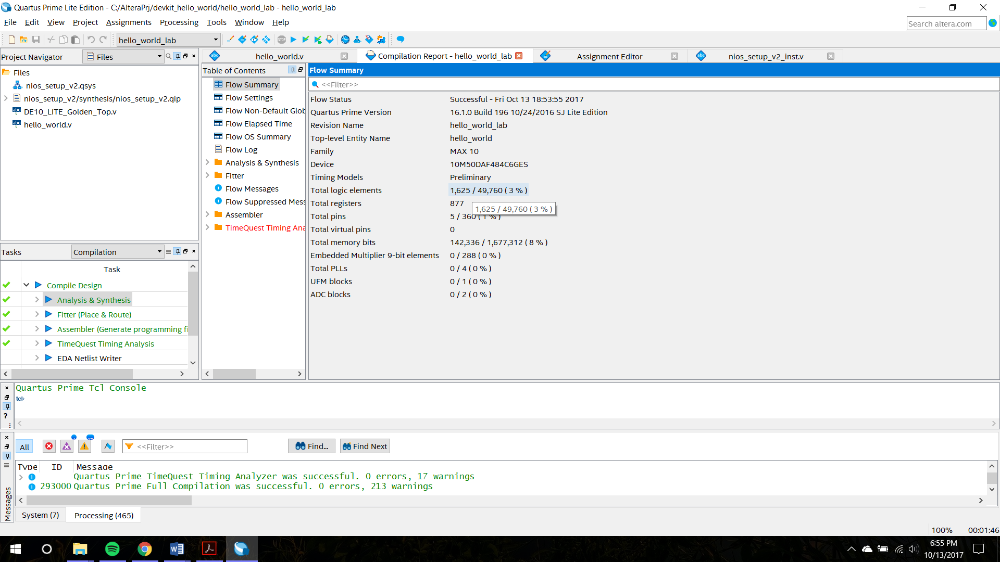 Quartus Prime Lite Edition - C:/AlteraPrj/devkit_hello_world/hello_world_lab - hello_world_lab
File Edit View Project Assignments Processing Tools Window Help
Search altera.com
hello_world_lab
Project Navigator
Files
hello_world.v
Compilation Report - hello_world_lab
Assignment Editor
nios_setup_v2_inst.v
Files
nios_setup_v2.qsys
nios_setup_v2/synthesis/nios_setup_v2.qip
DE10_LITE_Golden_Top.v
hello_world.v
Table of Contents
Flow Summary
Flow Settings
Flow Non-Default Glob
Flow Elapsed Time
Flow OS Summary
Flow Log
Analysis & Synthesis
Fitter
Flow Messages
Flow Suppressed Mess
Assembler
TimeQuest Timing Ana
Flow Summary
<<Filter>>
Flow Status Successful - Fri Oct 13 18:53:55 2017
Quartus Prime Version 16.1.0 Build 196 10/24/2016 SJ Lite Edition
Revision Name hello_world_lab
Top-level Entity Name hello_world
Family MAX 10
Device 10M50DAF484C6GES
Timing Models Preliminary
Total logic elements 1,625 / 49,760 ( 3 % )
Total registers 877
1,625 / 49,760 ( 3 % )
Total pins 5 / 360 ( 1 % )
Total virtual pins 0
Total memory bits 142,336 / 1,677,312 ( 8 % )
Embedded Multiplier 9-bit elements 0 / 288 ( 0 % )
Total PLLs 0 / 4 ( 0 % )
UFM blocks 0 / 1 ( 0 % )
ADC blocks 0 / 2 ( 0 % )
Tasks
Compilation
Task
Compile Design
Analysis & Synthesis
Fitter (Place & Route)
Assembler (Generate programming fi
TimeQuest Timing Analysis
EDA Netlist Writer
Quartus Prime Tcl Console
tcl>
All
<<Filter>>
Find...
Find Next
Type ID Message
Quartus Prime TimeQuest Timing Analyzer was successful. 0 errors, 17 warnings
293000 Quartus Prime Full Compilation was successful. 0 errors, 213 warnings
Messages
System (7)
Processing (465)
100% 00:01:46
6:55 PM
10/13/2017